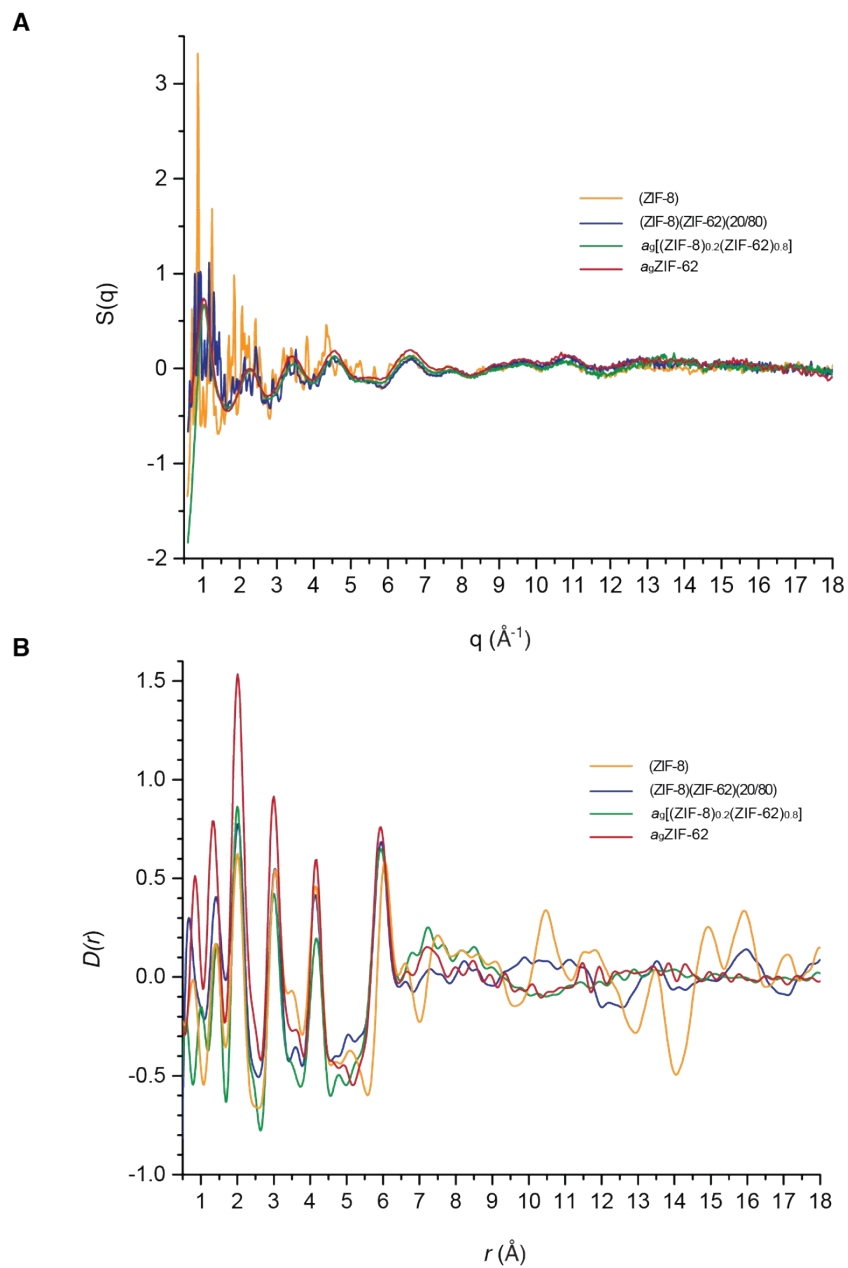 A
3
2
1
0
-1
-2
S(q)
(ZIF-8)
(ZIF-8)(ZIF-62)(20/80)
ag[(ZIF-8)0.2(ZIF-62)0.8]
agZIF-62
1 2 3 4 5 6 7 8 9 10 11 12 13 14 15 16 17 18
q (Å-1)
B
1.5
1.0
0.5
0.0
-0.5
-1.0
D(r)
(ZIF-8)
(ZIF-8)(ZIF-62)(20/80)
ag[(ZIF-8)0.2(ZIF-62)0.8]
agZIF-62
1 2 3 4 5 6 7 8 9 10 11 12 13 14 15 16 17 18
r (Å)